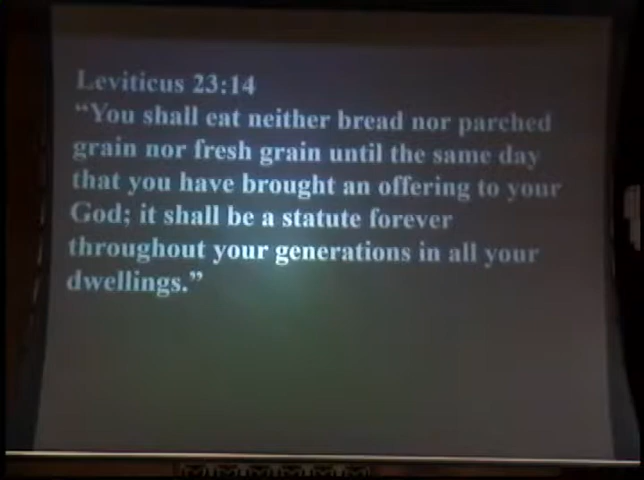 Leviticus 23:14
“You shall eat neither bread nor parched
grain nor fresh grain until the same day
that you have brought an offering to your
God; it shall be a statute forever
throughout your generations in all your
dwellings.”